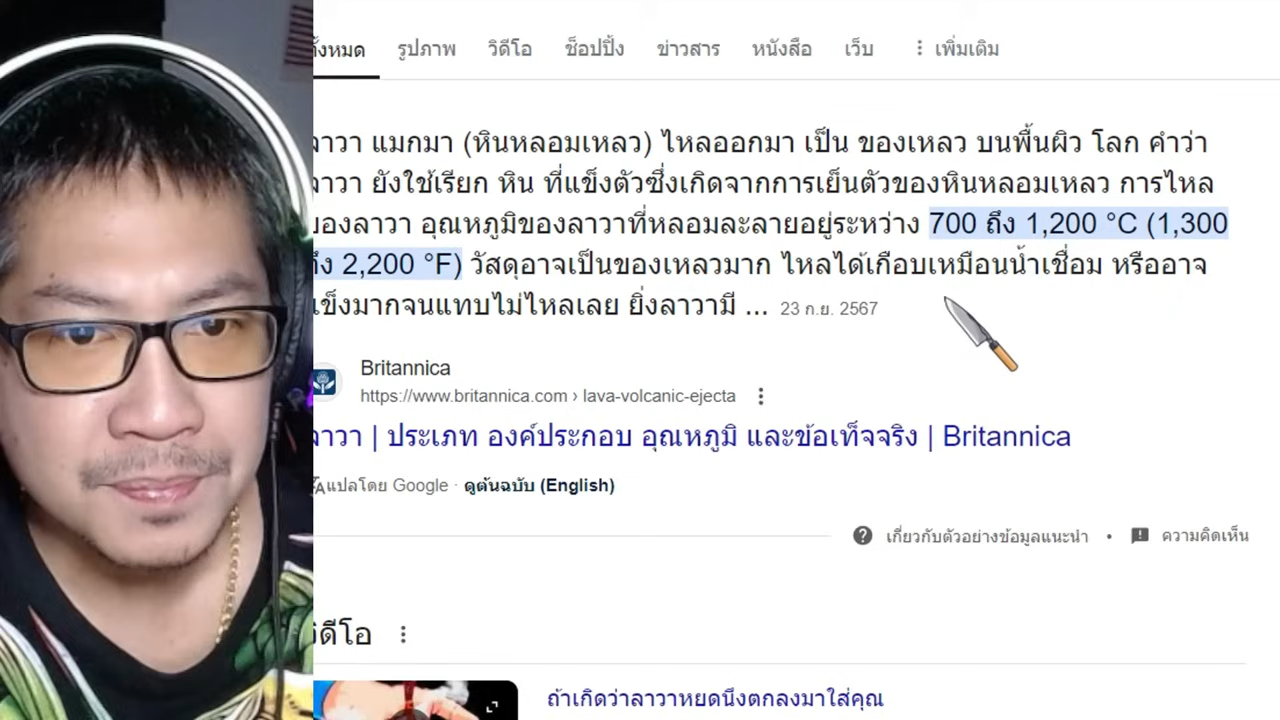 ทั้งหมด รูปภาพ วิดีโอ ช็อปปิ้ง ข่าวสาร หนังสือ เว็บ เพิ่มเติม
ลาวา แมกมา (หินหลอมเหลว) ไหลออกมา เป็น ของเหลว บนพื้นผิว โลก คำว่า
ลาวา ยังใช้เรียก หิน ที่แข็งตัวซึ่งเกิดจากการเย็นตัวของหินหลอมเหลว การไหล
ของลาวา อุณหภูมิของลาวาที่หลอมละลายอยู่ระหว่าง 700 ถึง 1,200 °C (1,300
ถึง 2,200 °F) วัสดุอาจเป็นของเหลวมาก ไหลได้เกือบเหมือนน้ำเชื่อม หรืออาจ
แข็งมากจนแทบไม่ไหลเลย ยิ่งลาวามี ... 23 ก.ย. 2567
Britannica
https://www.britannica.com › lava-volcanic-ejecta
ลาวา | ประเภท องค์ประกอบ อุณหภูมิ และข้อเท็จจริง | Britannica
แปลโดย Google · ดูต้นฉบับ (English)
เกี่ยวกับตัวอย่างข้อมูลแนะนำ • ความคิดเห็น
วิดีโอ
ถ้าเกิดว่าลาวาหยดนึงตกลงมาใส่คุณ